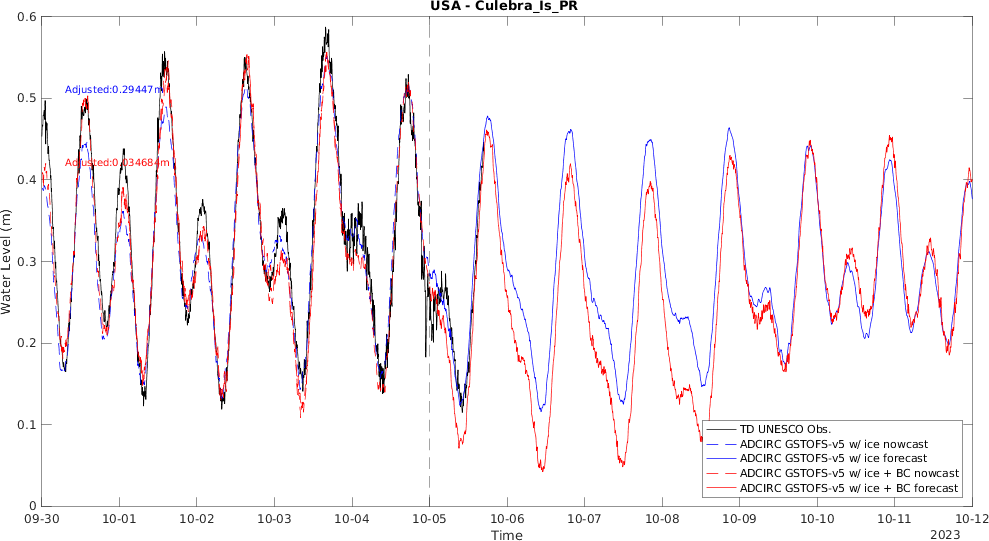 USA - Culebra_Is_PR
0.6
0.5
0.4
0.3
0.2
0.1
0
Water Level (m)
Adjusted:0.29447m
Adjusted:0.034684m
TD UNESCO Obs.
ADCIRC GSTOFS-v5 w/ ice nowcast
ADCIRC GSTOFS-v5 w/ ice forecast
ADCIRC GSTOFS-v5 w/ ice + BC nowcast
ADCIRC GSTOFS-v5 w/ ice + BC forecast
09-30 10-01 10-02 10-03 10-04 10-05 10-06 10-07 10-08 10-09 10-10 10-11 10-12
Time
2023